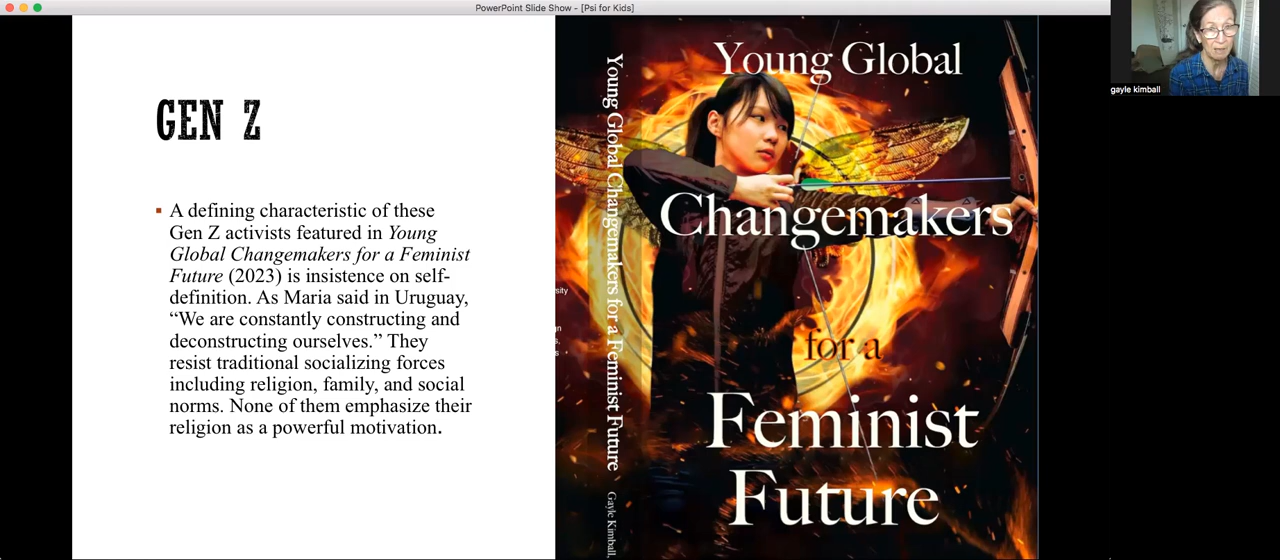 PowerPoint Slide Show - [Psi for Kids]
GEN Z
▪ A defining characteristic of these
Gen Z activists featured in Young
Global Changemakers for a Feminist
Future (2023) is insistence on self-
definition. As Maria said in Uruguay,
“We are constantly constructing and
deconstructing ourselves.” They
resist traditional socializing forces
including religion, family, and social
norms. None of them emphasize their
religion as a powerful motivation.
Young Global Changemakers for a Feminist Future
Gayle Kimball,
Young Global
Changemakers
for a
Feminist
Future
gayle kimball